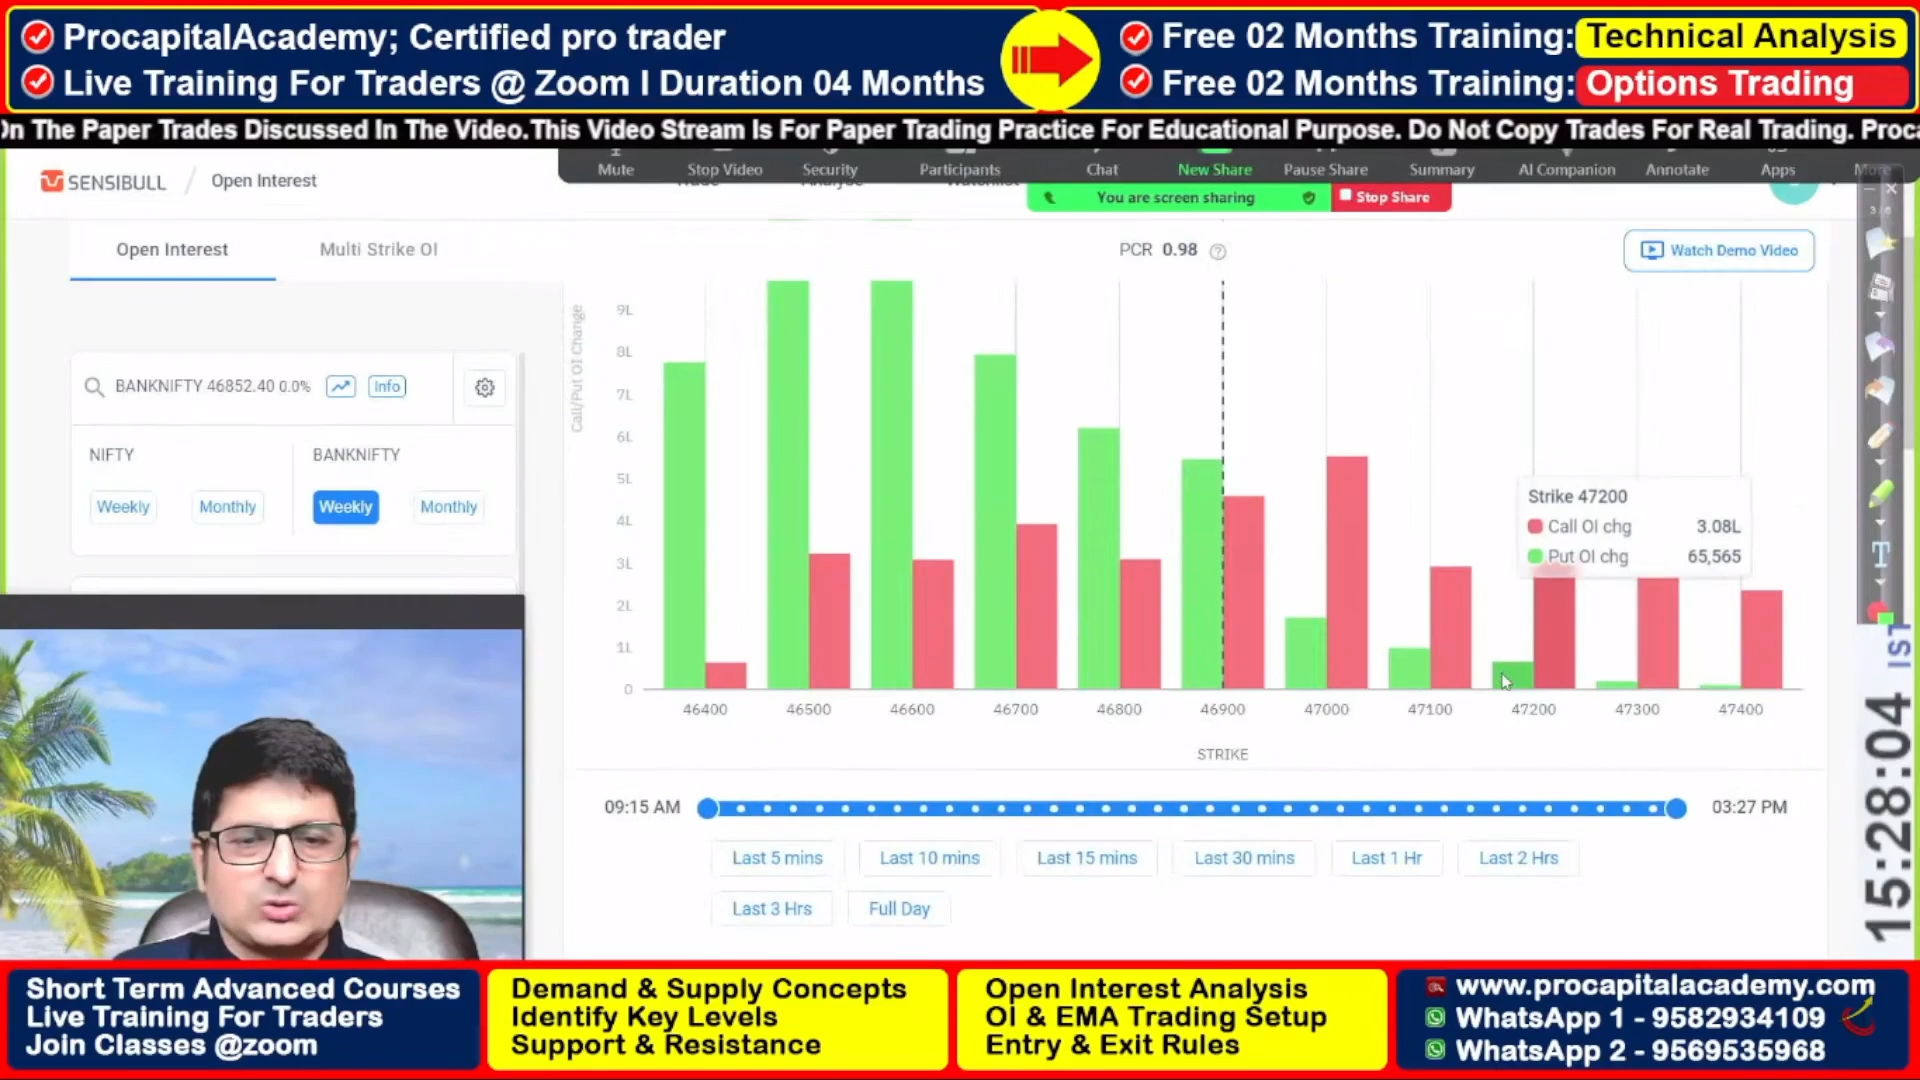 ProcapitalAcademy; Certified pro trader
Live Training For Traders @ Zoom I Duration 04 Months
Free 02 Months Training: Technical Analysis
Free 02 Months Training: Options Trading
On The Paper Trades Discussed In The Video.This Video Stream Is For Paper Trading Practice For Educational Purpose. Do Not Copy Trades For Real Trading. Proca
Mute Stop Video Security Participants Chat New Share Pause Share Summary AI Companion Annotate Apps More
You are screen sharing Stop Share
SENSIBULL / Open Interest
Open Interest Multi Strike OI
PCR 0.98
Watch Demo Video
BANKNIFTY 46852.40 0.0% Info
NIFTY BANKNIFTY
Weekly Monthly Weekly Monthly
Call/Put OI Change
9L
8L
7L
6L
5L
4L
3L
2L
1L
0
Strike 47200
Call OI chg 3.08L
Put OI chg 65,565
46400 46500 46600 46700 46800 46900 47000 47100 47200 47300 47400
STRIKE
09:15 AM 03:27 PM
Last 5 mins Last 10 mins Last 15 mins Last 30 mins Last 1 Hr Last 2 Hrs
Last 3 Hrs Full Day
15:28:04 IST
Short Term Advanced Courses
Live Training For Traders
Join Classes @zoom
Demand & Supply Concepts
Identify Key Levels
Support & Resistance
Open Interest Analysis
OI & EMA Trading Setup
Entry & Exit Rules
www.procapitalacademy.com
WhatsApp 1 - 9582934109
WhatsApp 2 - 9569535968